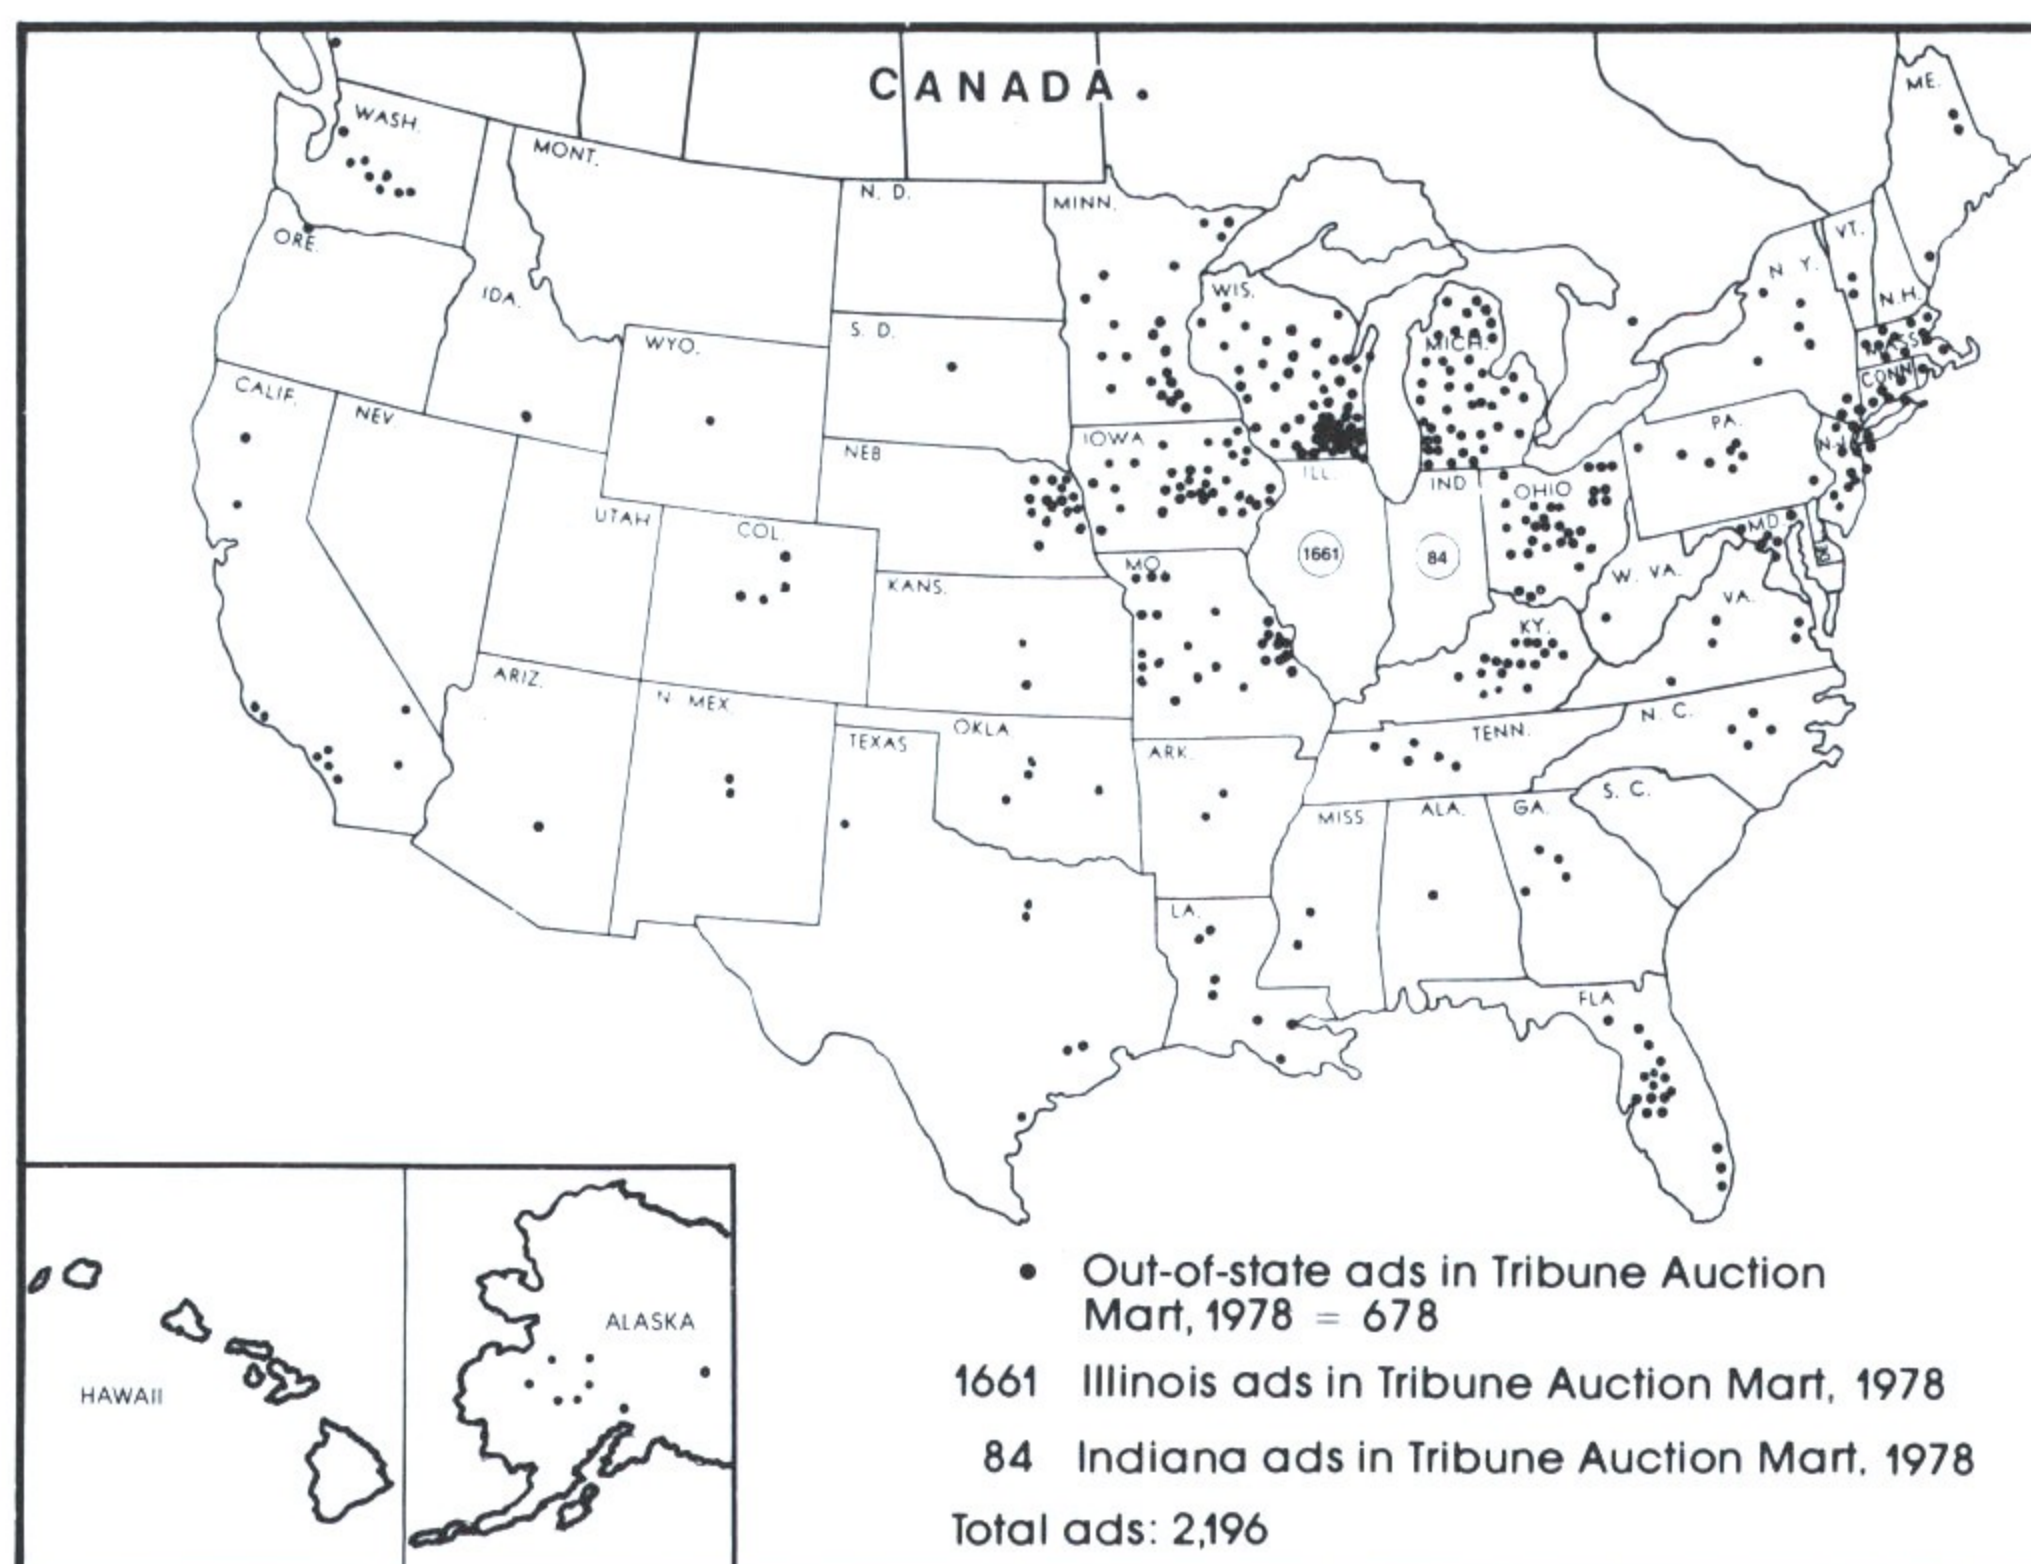 CANADA.
WASH.
MONT.
N. D.
MINN.
ME.
ORE.
IDA.
WYO.
S. D.
WIS.
MICH.
N. Y.
VT.
N.H.
MASS
CONN
CALIF.
NEV.
NEB
IOWA
ILL.
IND
OHIO
PA.
N.J.
UTAH
COL.
KANS.
MO.
1661
84
KY.
W. VA.
VA.
MD
ARIZ.
N. MEX.
TEXAS
OKLA
ARK.
TENN.
N. C.
S. C.
MISS
ALA.
GA.
LA.
FLA
HAWAII
ALASKA
• Out-of-state ads in Tribune Auction
Mart, 1978 = 678
1661 Illinois ads in Tribune Auction Mart, 1978
84 Indiana ads in Tribune Auction Mart, 1978
Total ads: 2,196